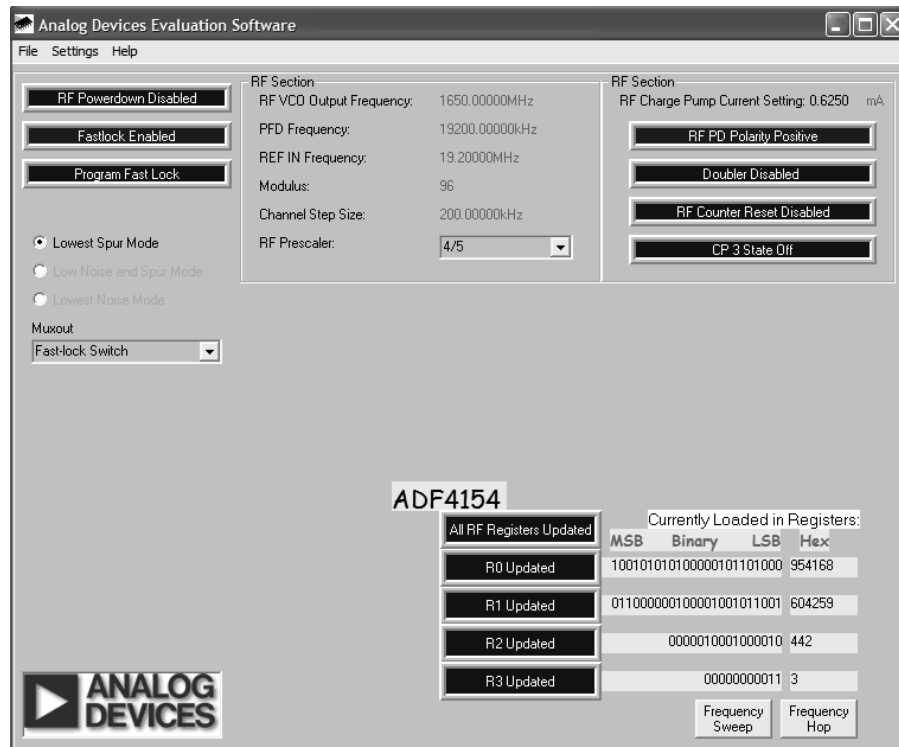 Analog Devices Evaluation Software
File Settings Help
RF Powerdown Disabled
Fastlock Enabled
Program Fast Lock
Lowest Spur Mode
Low Noise and Spur Mode
Lowest Noise Mode
Muxout
Fast-lock Switch
RF Section
RF VCO Output Frequency: 1650.00000MHz
PFD Frequency: 19200.00000kHz
REF IN Frequency: 19.20000MHz
Modulus: 96
Channel Step Size: 200.00000kHz
RF Prescaler: 4/5
RF Section
RF Charge Pump Current Setting: 0.6250 mA
RF PD Polarity Positive
Doubler Disabled
RF Counter Reset Disabled
CP 3 State Off
ADF4154
All RF Registers Updated
Currently Loaded in Registers:
MSB Binary LSB Hex
R0 Updated 100101010100000101101000 954168
R1 Updated 011000000100001001011001 604259
R2 Updated 0000010001000010 442
R3 Updated 00000000011 3
Frequency Sweep
Frequency Hop
ANALOG
DEVICES